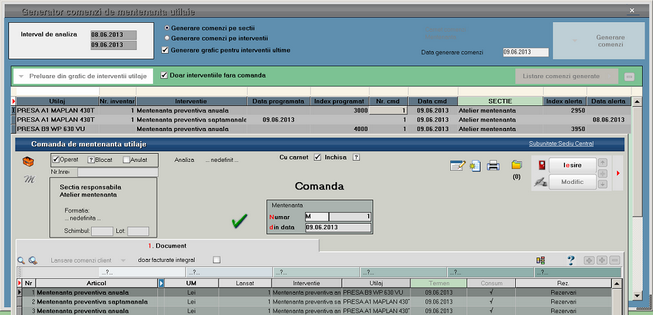 Generator comenzi de mentenanta utilaje
Interval de analiza
08.06.2013
09.06.2013
Generare comenzi pe sectii
Generare comenzi pe interventii
Generare grafic pentru interventii ultime
Data generare comenzi 09.06.2013
Generare comenzi
Preluare din grafic de interventii utilaje
Doar interventiile fara comanda
Listare comenzi generate
Utilaj Nr. inventar Interventie Data programata Index programat Nr. cmd Data cmd SECTIE Index alerta Data alerta
PRESA A1 MAPLAN 430T 1 Mentenanta preventiva anuala 3000 1 09.06.2013 Atelier mentenanta 2950
PRESA A1 MAPLAN 430T 1 Mentenanta preventiva saptamanala 09.06.2013 1 09.06.2013 Atelier mentenanta 08.06.2013
PRESA B9 WP 630 VU 1 Mentenanta preventiva anuala 4000 1 09.06.2013 Atelier mentenanta 3950
Comanda de mentenanta utilaje
Subunitate:Sediu Central
Operat ? Blocat Anulat
Analiza .. nedefinit ..
Cu carnet Inchisa ?
Nr.Inre
Iesire
Modific
(0)
Sectia responsabila
Atelier mentenanta
Formatia:
.. nedefinita ..
Schimbul: Lot:
Comanda
Mentenanta
Numar M 1
din data 09.06.2013
1. Document
Lansare comenzi client
doar facturate integral
?
..?... ..?... ..?... ..?... ..?...
Nr Articol UM Lansat Interventie Utilaj Termen Consum Rez.
1 Mentenanta preventiva anuala Lei 1 Mentenanta preventiva an PRESA B9 WP 630 VU 09.06.2013 √ Rezervari
2 Mentenanta preventiva saptamanala Lei 1 Mentenanta preventiva sa PRESA A1 MAPLAN 430T 09.06.2013 √ Rezervari
3 Mentenanta preventiva anuala Lei 1 Mentenanta preventiva an PRESA A1 MAPLAN 430T 09.06.2013 √ Rezervari